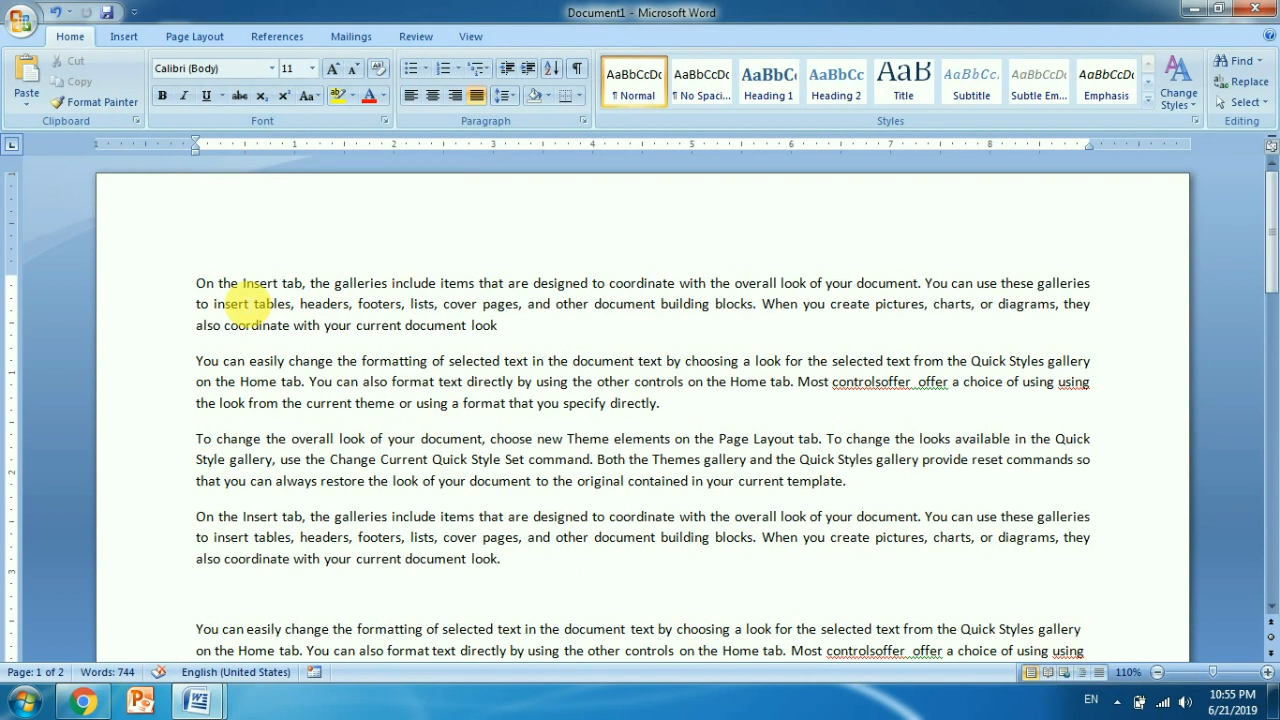 Document1 - Microsoft Word
Home Insert Page Layout References Mailings Review View
Paste
Cut
Copy
Format Painter
Clipboard
Calibri (Body) 11
Font
Paragraph
AaBbCcDc AaBbCcDc AaBbCc AaBbCc AaB AaBbCc. AaBbCcDc AaBbCcDc
¶ Normal ¶ No Spaci... Heading 1 Heading 2 Title Subtitle Subtle Em... Emphasis
Change Styles
Styles
Find
Replace
Select
Editing
1 1 2 3 4 5 6 7 8
On the Insert tab, the galleries include items that are designed to coordinate with the overall look of your document. You can use these galleries
to insert tables, headers, footers, lists, cover pages, and other document building blocks. When you create pictures, charts, or diagrams, they
also coordinate with your current document look
You can easily change the formatting of selected text in the document text by choosing a look for the selected text from the Quick Styles gallery
on the Home tab. You can also format text directly by using the other controls on the Home tab. Most controlsoffer offer a choice of using using
the look from the current theme or using a format that you specify directly.
To change the overall look of your document, choose new Theme elements on the Page Layout tab. To change the looks available in the Quick
Style gallery, use the Change Current Quick Style Set command. Both the Themes gallery and the Quick Styles gallery provide reset commands so
that you can always restore the look of your document to the original contained in your current template.
On the Insert tab, the galleries include items that are designed to coordinate with the overall look of your document. You can use these galleries
to insert tables, headers, footers, lists, cover pages, and other document building blocks. When you create pictures, charts, or diagrams, they
also coordinate with your current document look.
You can easily change the formatting of selected text in the document text by choosing a look for the selected text from the Quick Styles gallery
on the Home tab. You can also format text directly by using the other controls on the Home tab. Most controlsoffer offer a choice of using using
Page: 1 of 2 Words: 744 English (United States) 110%
EN 10:55 PM
6/21/2019